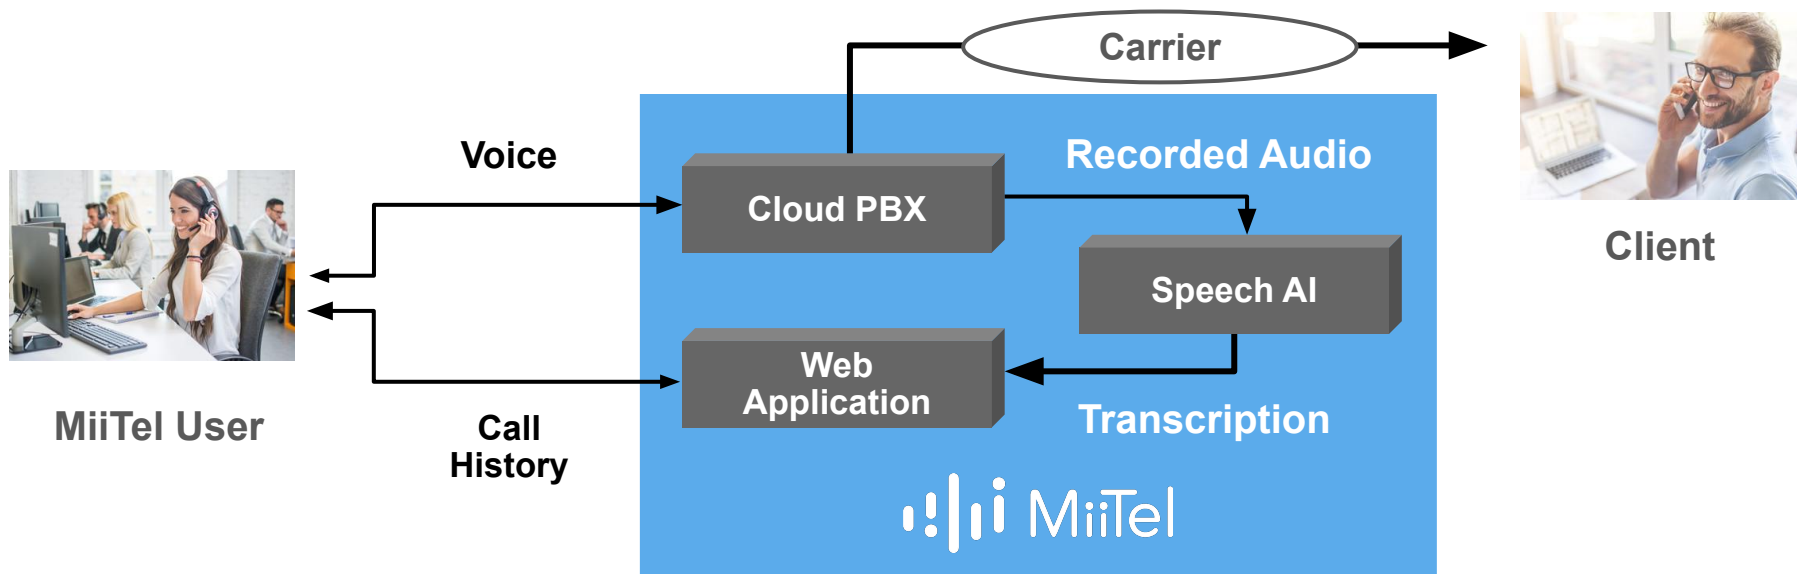 Carrier
Voice
Recorded Audio
Cloud PBX
Client
Speech AI
Web
Application
MiiTel User
Call
History
Transcription
MiiTel